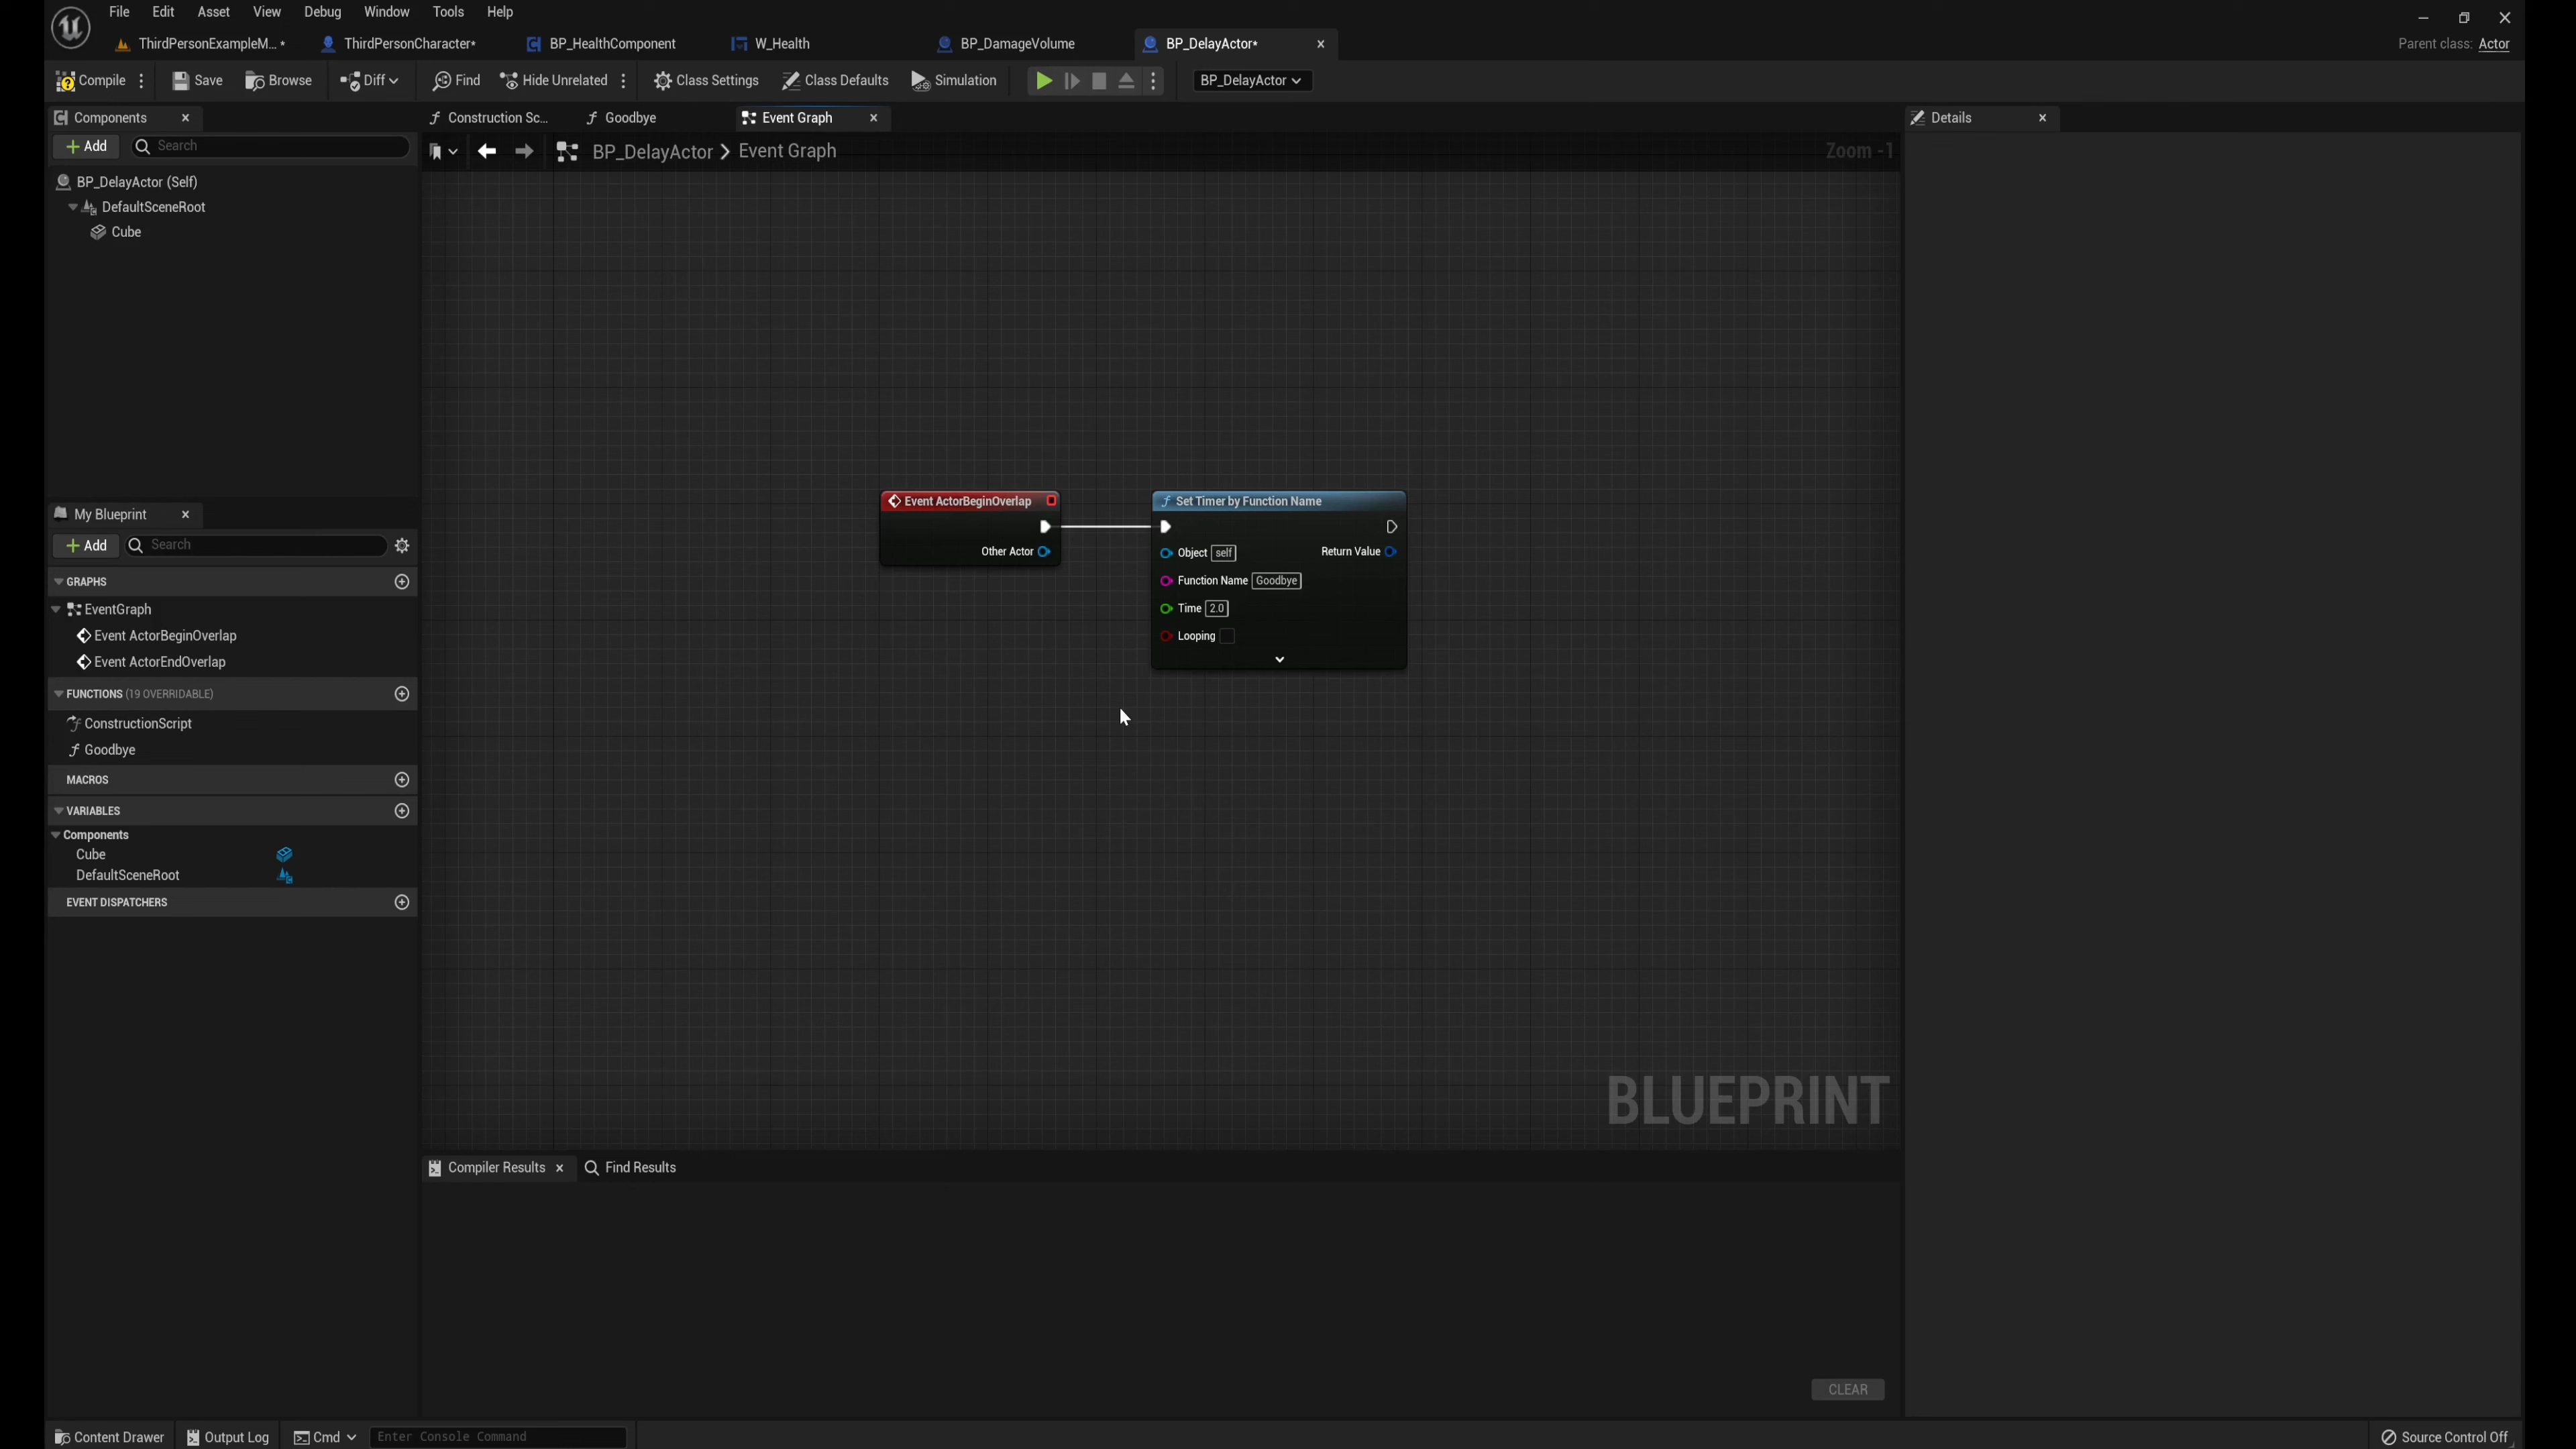 File Edit Asset View Debug Window Tools Help
ThirdPersonExampleM... * ThirdPersonCharacter* BP_HealthComponent W_Health BP_DamageVolume BP_DelayActor*
Parent class: Actor
Compile Save Browse Diff Find Hide Unrelated Class Settings Class Defaults Simulation BP_DelayActor
Components
Add Search
BP_DelayActor (Self)
DefaultSceneRoot
Cube
My Blueprint
Add Search
GRAPHS
EventGraph
Event ActorBeginOverlap
Event ActorEndOverlap
FUNCTIONS (19 OVERRIDABLE)
ConstructionScript
Goodbye
MACROS
VARIABLES
Components
Cube
DefaultSceneRoot
EVENT DISPATCHERS
Construction Sc... Goodbye Event Graph
BP_DelayActor > Event Graph
Zoom -1
Event ActorBeginOverlap
Other Actor
Set Timer by Function Name
Object self Return Value
Function Name Goodbye
Time 2.0
Looping
BLUEPRINT
Compiler Results Find Results
CLEAR
Details
Content Drawer Output Log Cmd Enter Console Command
Source Control Off